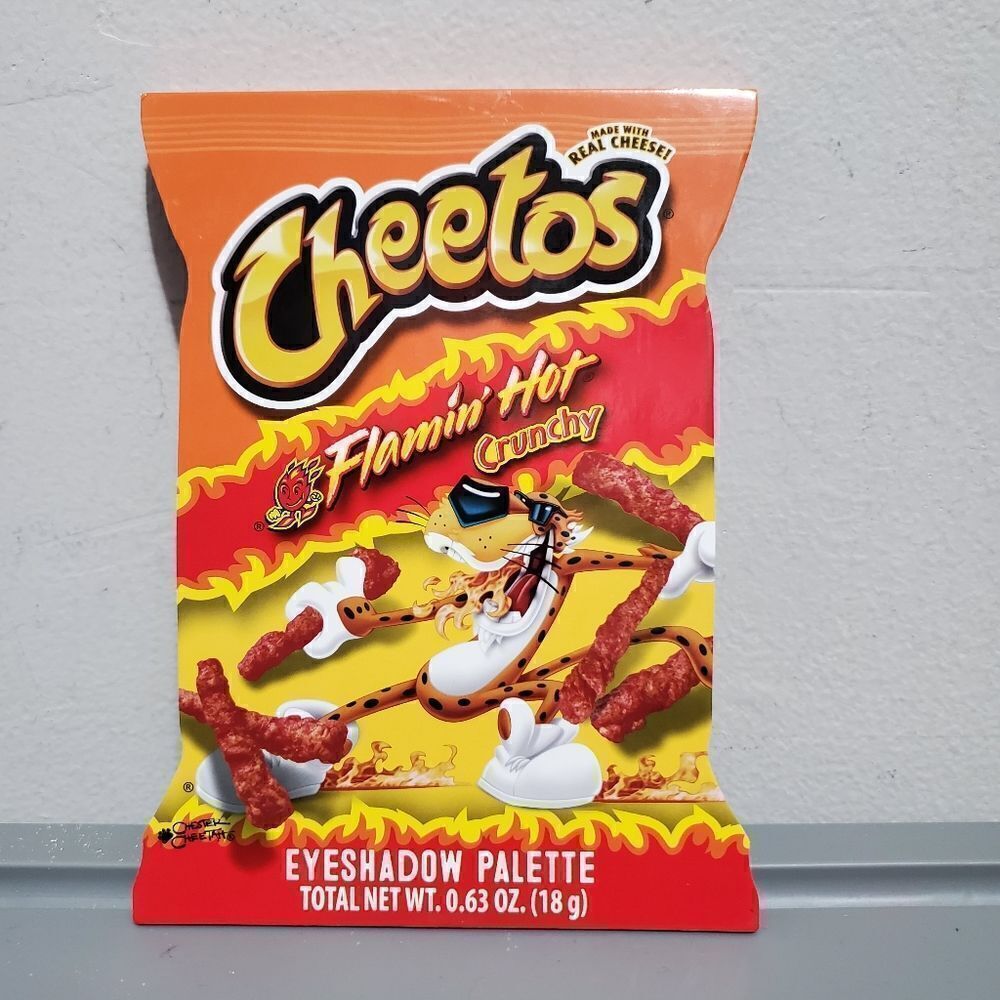 MADE WITH
REAL CHEESE!
Cheetos®
Flamin' Hot®
Crunchy
®
®
CHESTER
CHEETAH®
EYESHADOW PALETTE
TOTAL NET WT. 0.63 OZ. (18 g)